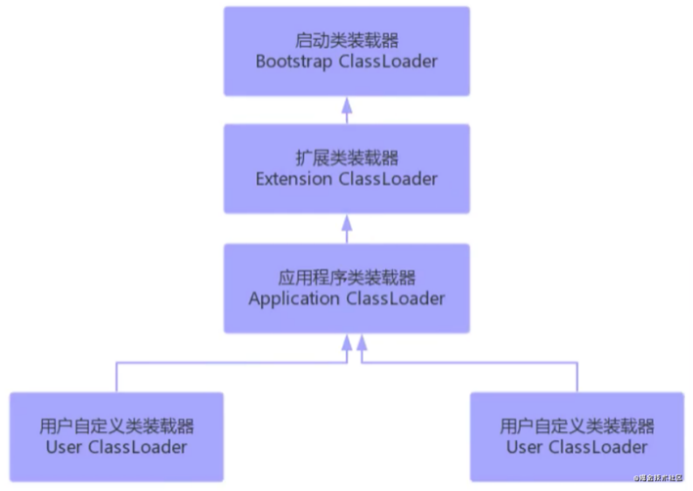 启动类装载器
Bootstrap ClassLoader
扩展类装载器
Extension ClassLoader
应用程序类装载器
Application ClassLoader
用户自定义类装载器
User ClassLoader
用户自定义类装载器
User ClassLoader